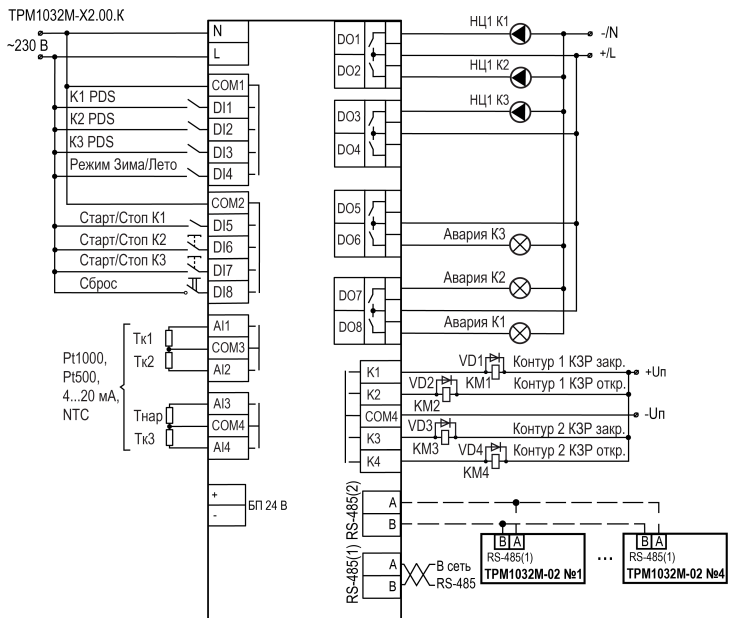 ТРМ1032М-Х2.00.К
~230 В
N
L
COM1
K1 PDS
DI1
K2 PDS
DI2
K3 PDS
DI3
Режим Зима/Лето
DI4
COM2
Старт/Стоп К1
DI5
Старт/Стоп К2
DI6
Старт/Стоп К3
DI7
Сброс
DI8
Pt1000,
Pt500,
4...20 мА,
NTC
Тк1
Тк2
AI1
COM3
AI2
Тнар
Тк3
AI3
COM4
AI4
+
-
БП 24 В
DO1
DO2
НЦ1 К1
-/N
+/L
НЦ1 К2
НЦ1 К3
DO3
DO4
DO5
DO6
Авария К3
Авария К2
DO7
DO8
Авария К1
K1
VD1
KM1
Контур 1 КЗР закр.
+Uп
K2
VD2
KM2
Контур 1 КЗР откр.
COM4
-Uп
K3
VD3
KM3
Контур 2 КЗР закр.
K4
VD4
KM4
Контур 2 КЗР откр.
RS-485(2)
A
B
RS-485(1)
A
B
В сеть
RS-485
B A
RS-485(1)
ТРМ1032М-02 №1
...
B A
RS-485(1)
ТРМ1032М-02 №4